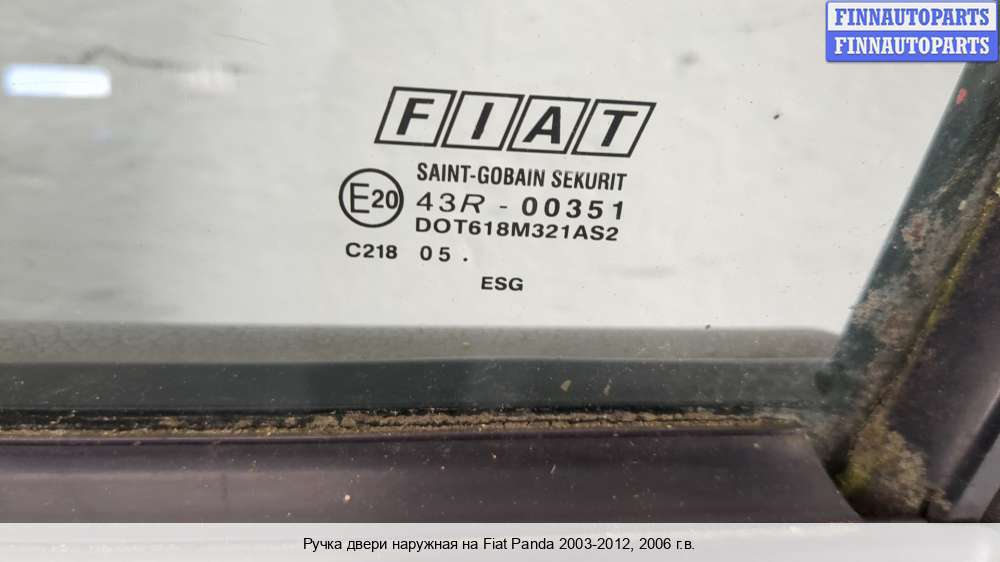 FINNAUTOPARTS
FINNAUTOPARTS
FIAT
SAINT-GOBAIN SEKURIT
E20 43R - 00351
DOT618M321AS2
C218 05 .
ESG
Ручка двери наружная на Fiat Panda 2003-2012, 2006 г.в.